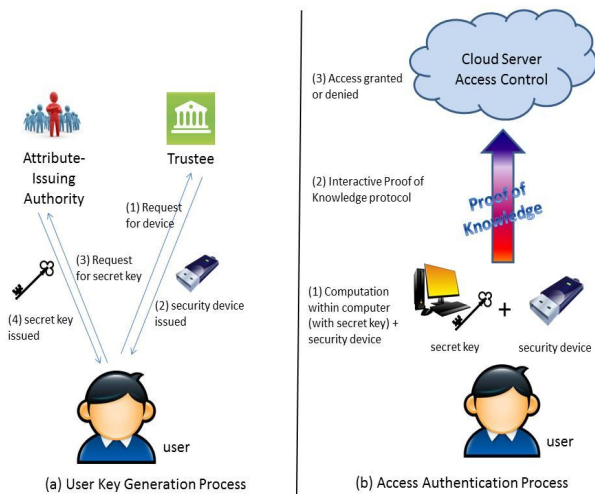 Attribute-
Issuing
Authority
Trustee
(1) Request
for device
(3) Request
for secret key
(2) security device
issued
(4) secret key
issued
user
(a) User Key Generation Process
Cloud Server
Access Control
(3) Access granted
or denied
(2) Interactive Proof of
Knowledge protocol
Proof of
Knowledge
(1) Computation
within computer
(with secret key) +
security device
+
secret key
security device
user
(b) Access Authentication Process